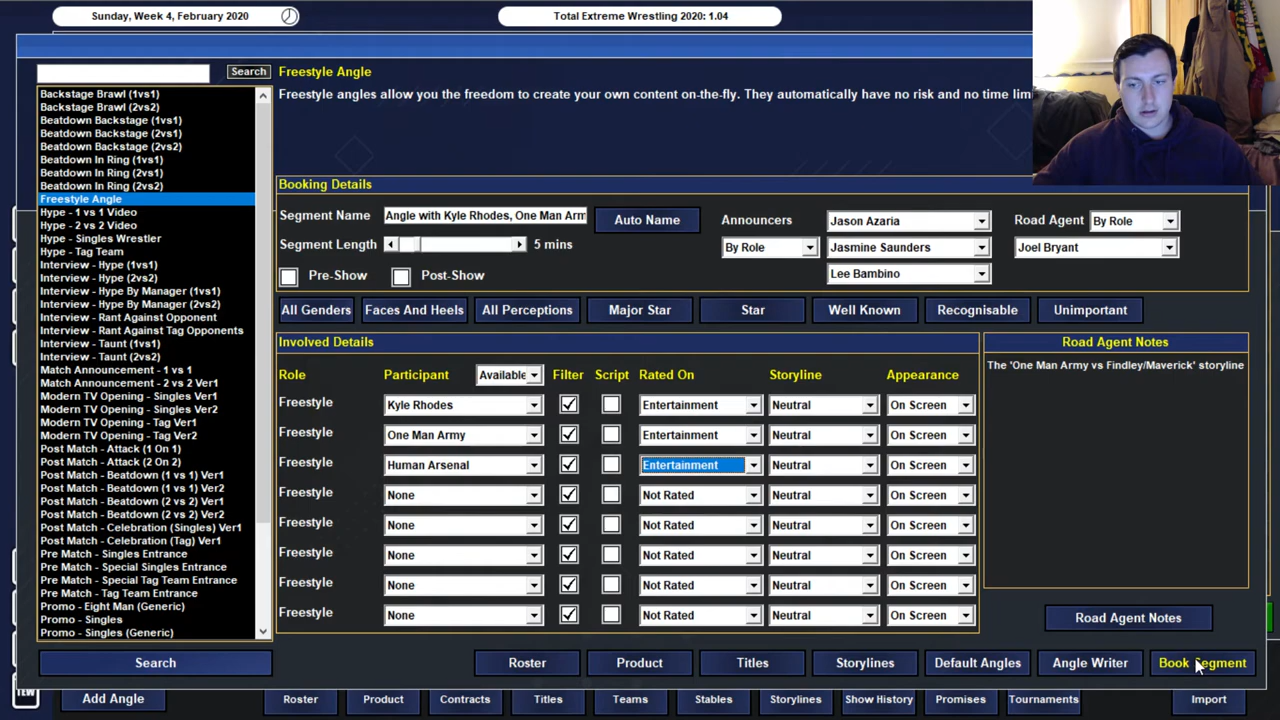 Sunday, Week 4, February 2020
Total Extreme Wrestling 2020: 1.04
Search
Freestyle Angle
Freestyle angles allow you the freedom to create your own content on-the-fly. They automatically have no risk and no time lim
Backstage Brawl (1vs1)
Backstage Brawl (2vs2)
Beatdown Backstage (1vs1)
Beatdown Backstage (2vs1)
Beatdown Backstage (2vs2)
Beatdown In Ring (1vs1)
Beatdown In Ring (2vs1)
Beatdown In Ring (2vs2)
Freestyle Angle
Hype - 1 vs 1 Video
Hype - 2 vs 2 Video
Hype - Singles Wrestler
Hype - Tag Team
Interview - Hype (1vs1)
Interview - Hype (2vs2)
Interview - Hype By Manager (1vs1)
Interview - Hype By Manager (2vs2)
Interview - Rant Against Opponent
Interview - Rant Against Tag Opponents
Interview - Taunt (1vs1)
Interview - Taunt (2vs2)
Match Announcement - 1 vs 1
Match Announcement - 2 vs 2 Ver1
Modern TV Opening - Singles Ver1
Modern TV Opening - Singles Ver2
Modern TV Opening - Tag Ver1
Modern TV Opening - Tag Ver2
Post Match - Attack (1 On 1)
Post Match - Attack (2 On 2)
Post Match - Beatdown (1 vs 1) Ver1
Post Match - Beatdown (1 vs 1) Ver2
Post Match - Beatdown (2 vs 2) Ver1
Post Match - Beatdown (2 vs 2) Ver2
Post Match - Celebration (Singles) Ver1
Post Match - Celebration (Tag) Ver1
Pre Match - Singles Entrance
Pre Match - Special Singles Entrance
Pre Match - Special Tag Team Entrance
Pre Match - Tag Team Entrance
Promo - Eight Man (Generic)
Promo - Singles
Promo - Singles (Generic)
Search
Booking Details
Segment Name Angle with Kyle Rhodes, One Man Arm Auto Name Announcers Jason Azaria Road Agent By Role
Segment Length 5 mins By Role Jasmine Saunders Joel Bryant
Pre-Show Post-Show Lee Bambino
All Genders Faces And Heels All Perceptions Major Star Star Well Known Recognisable Unimportant
Involved Details
Role Participant Available Filter Script Rated On Storyline Appearance
Freestyle Kyle Rhodes Entertainment Neutral On Screen
Freestyle One Man Army Entertainment Neutral On Screen
Freestyle Human Arsenal Entertainment Neutral On Screen
Freestyle None Not Rated Neutral On Screen
Freestyle None Not Rated Neutral On Screen
Freestyle None Not Rated Neutral On Screen
Freestyle None Not Rated Neutral On Screen
Freestyle None Not Rated Neutral On Screen
Road Agent Notes
The 'One Man Army vs Findley/Maverick' storyline
Road Agent Notes
Roster Product Titles Storylines Default Angles Angle Writer Book Segment
TEW Add Angle Roster Product Contracts Titles Teams Stables Storylines Show History Promises Tournaments Import